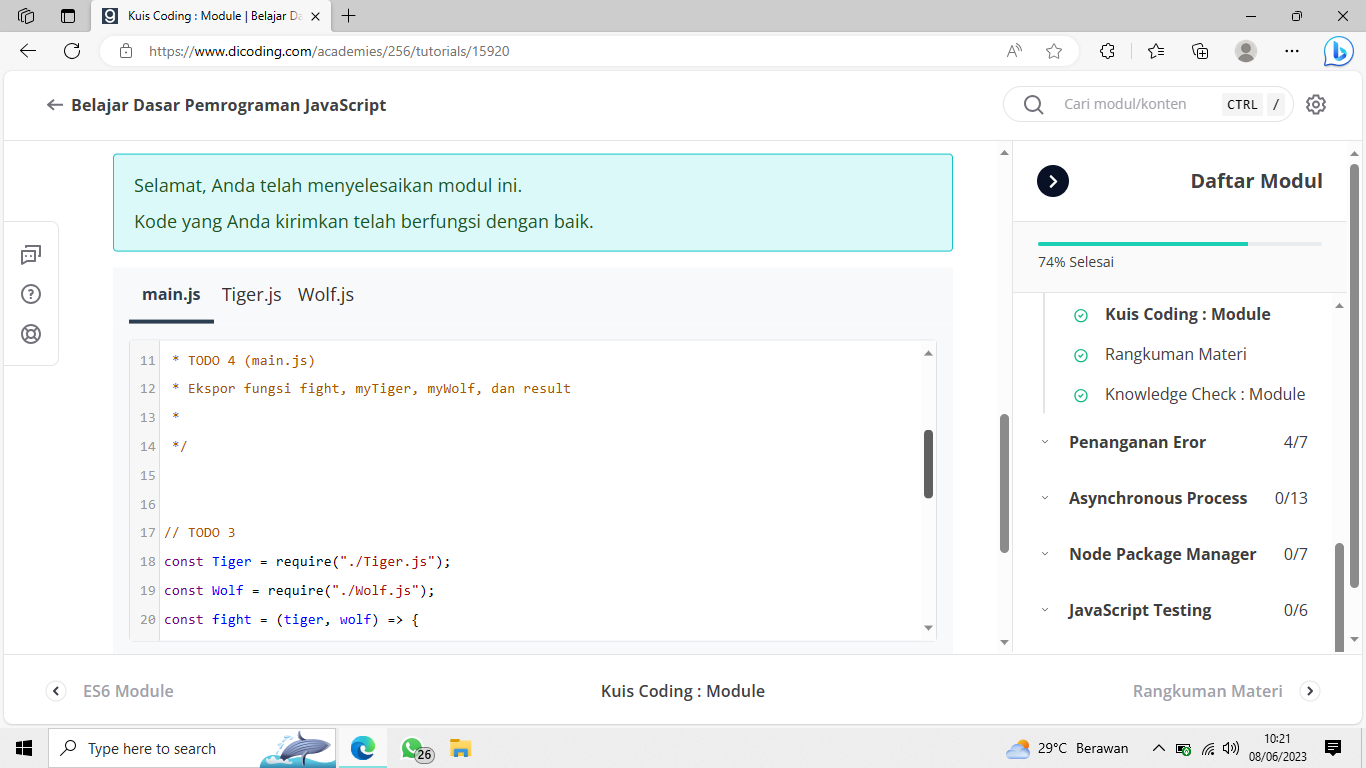 Kuis Coding : Module | Belajar Da
https://www.dicoding.com/academies/256/tutorials/15920
Belajar Dasar Pemrograman JavaScript
Cari modul/konten CTRL /
Selamat, Anda telah menyelesaikan modul ini.
Kode yang Anda kirimkan telah berfungsi dengan baik.
main.js Tiger.js Wolf.js
11 * TODO 4 (main.js)
12 * Ekspor fungsi fight, myTiger, myWolf, dan result
13 *
14 */
15
16
17 // TODO 3
18 const Tiger = require("./Tiger.js");
19 const Wolf = require("./Wolf.js");
20 const fight = (tiger, wolf) => {
Daftar Modul
74% Selesai
Kuis Coding : Module
Rangkuman Materi
Knowledge Check : Module
Penanganan Eror 4/7
Asynchronous Process 0/13
Node Package Manager 0/7
JavaScript Testing 0/6
ES6 Module
Kuis Coding : Module
Rangkuman Materi
Type here to search
26
29°C Berawan
10:21
08/06/2023